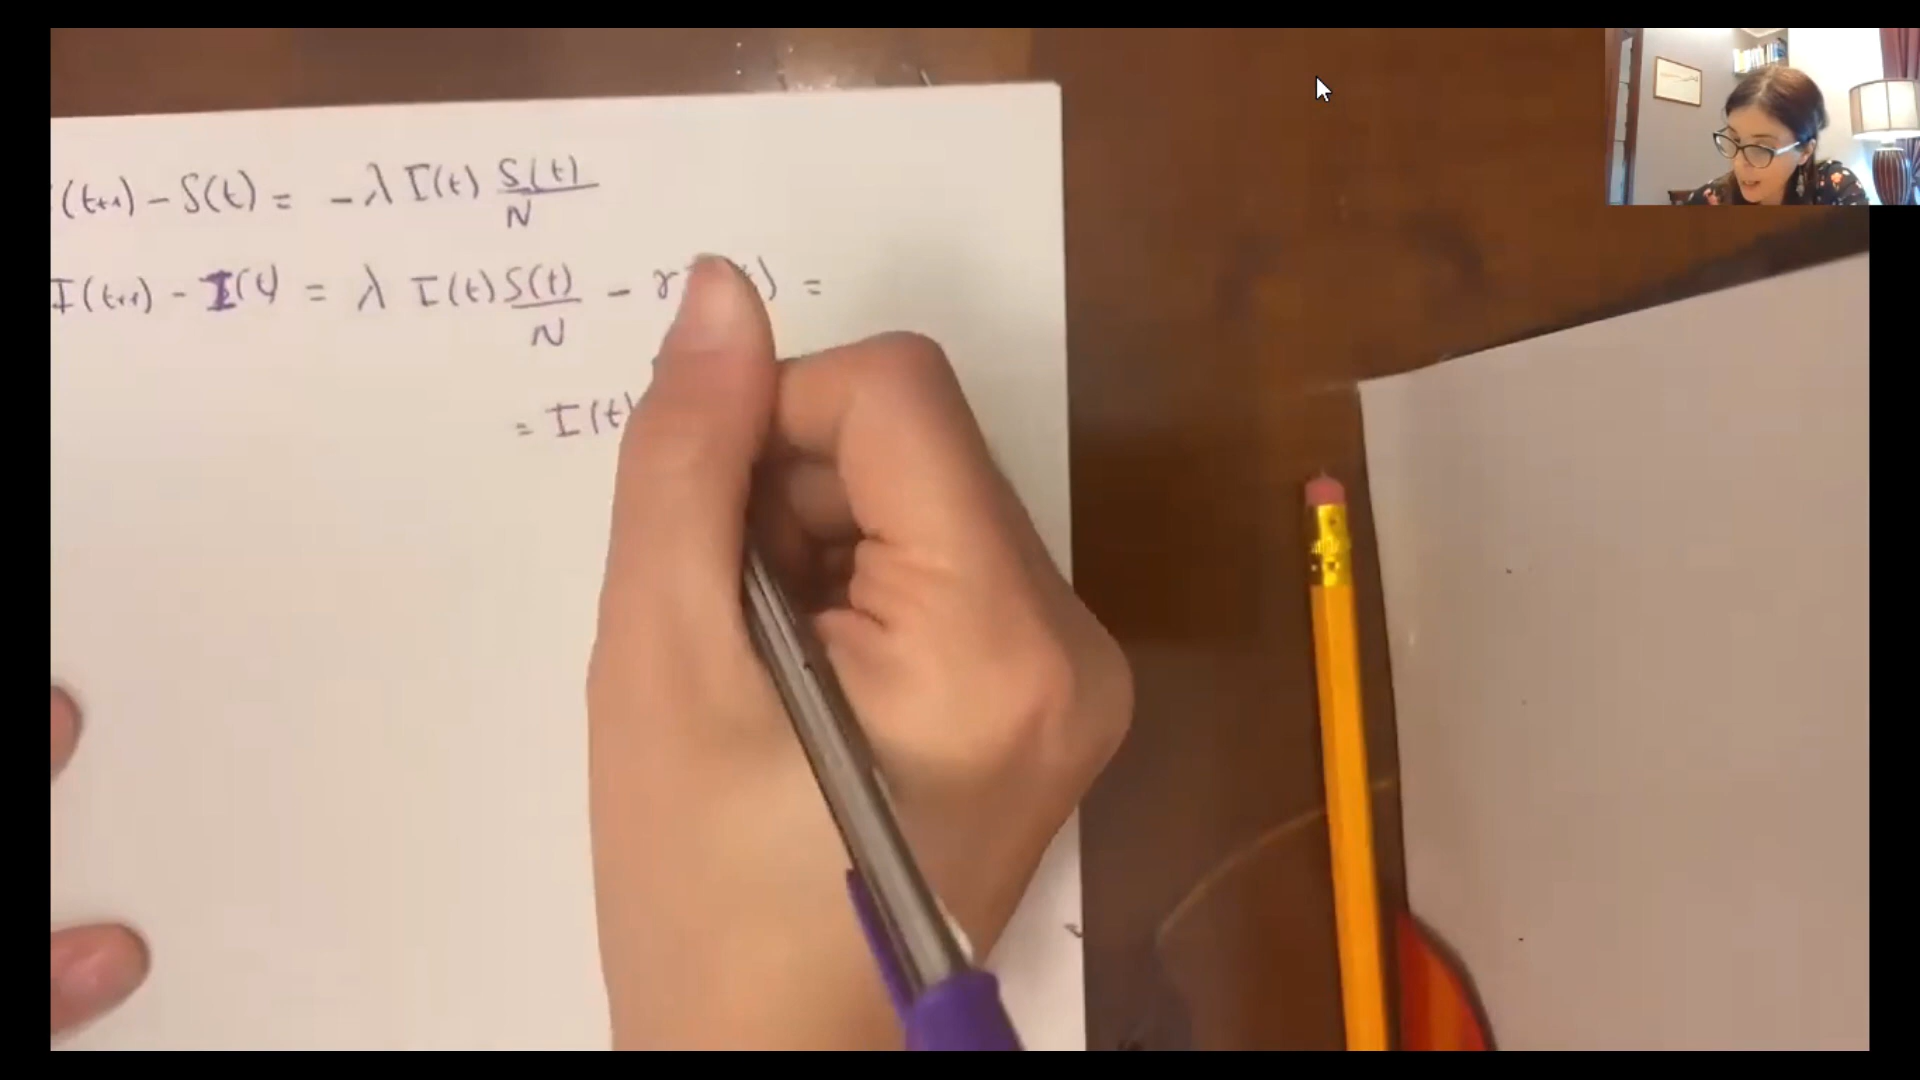 (t+1) - S(t) = - λ I(t) S(t)/N
I(t+1) - I(t) = λ I(t) S(t)/N - γ ) =
= I(t)